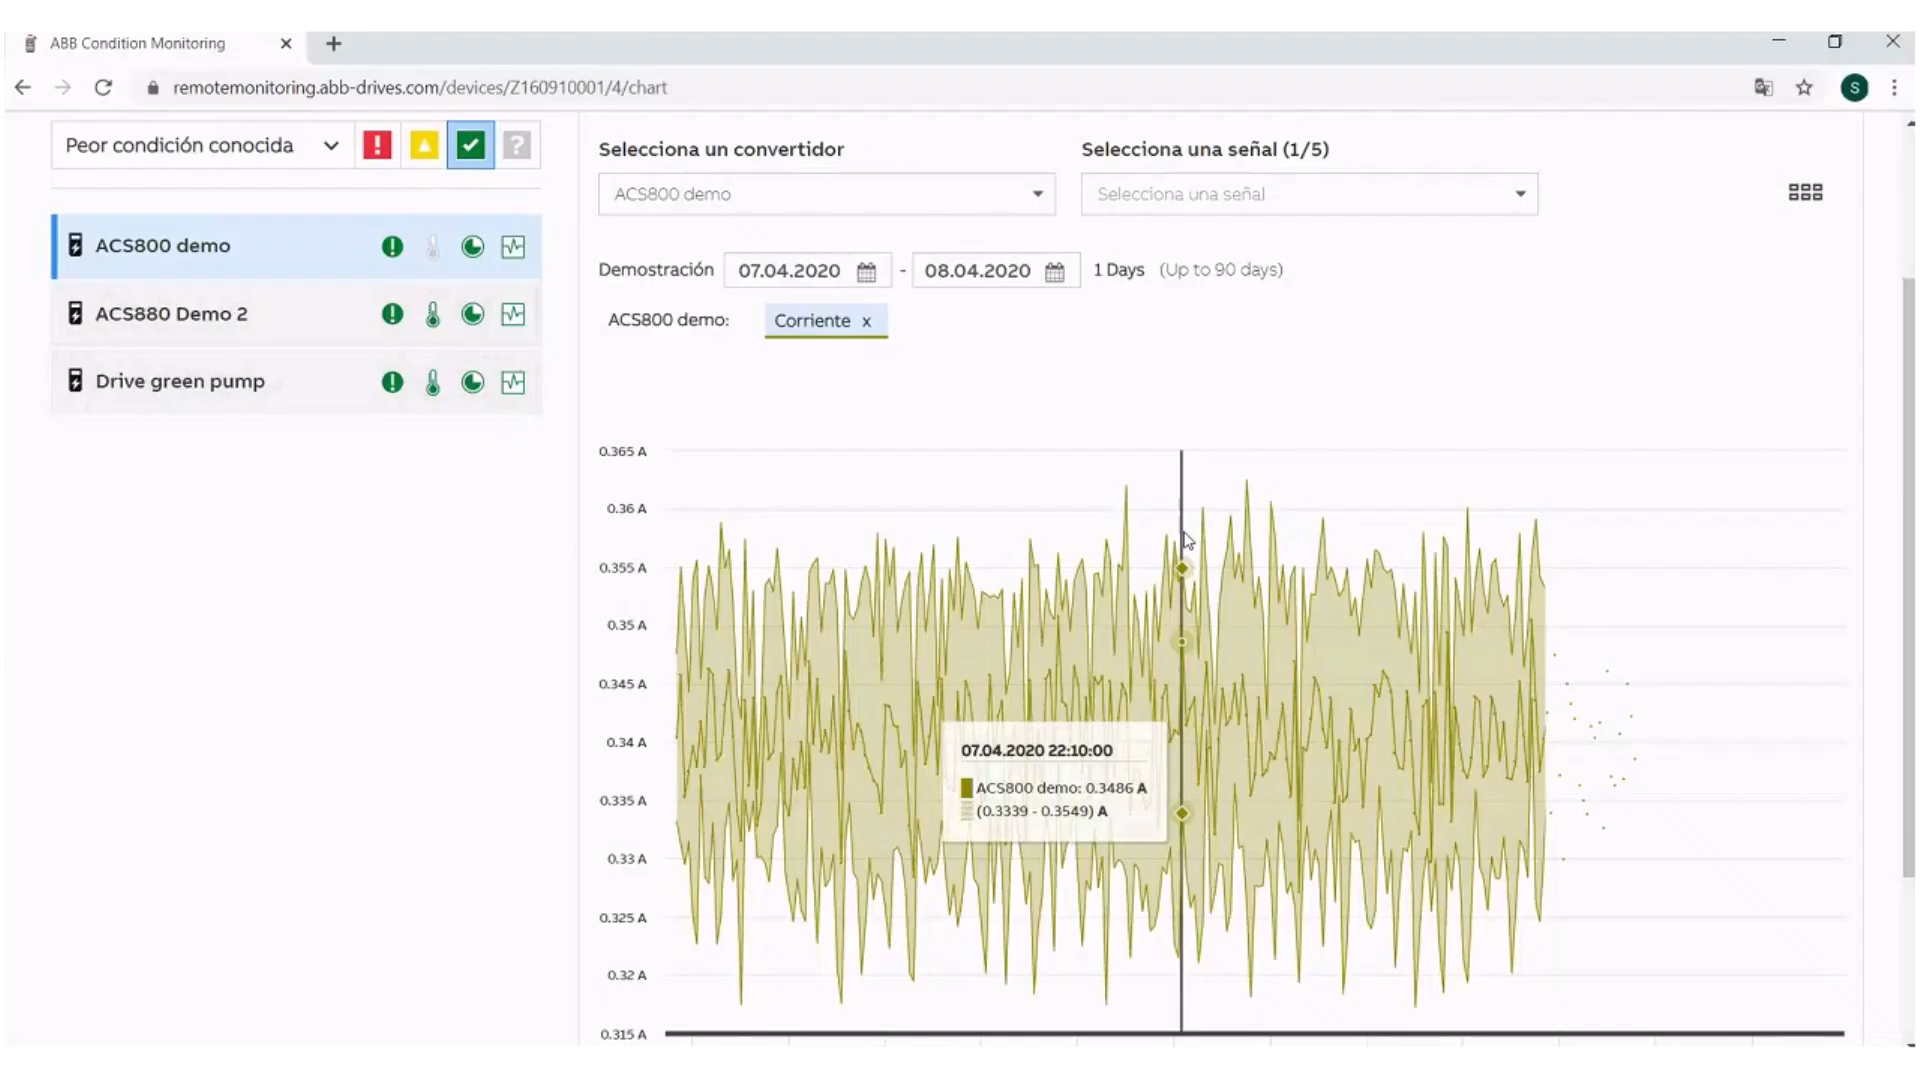 ABB Condition Monitoring
remotemonitoring.abb-drives.com/devices/Z160910001/4/chart
S
Peor condición conocida
ACS800 demo
ACS880 Demo 2
Drive green pump
Selecciona un convertidor
Selecciona una señal (1/5)
ACS800 demo
Selecciona una señal
Demostración 07.04.2020 - 08.04.2020 1 Days (Up to 90 days)
ACS800 demo: Corriente x
0.365 A
0.36 A
0.355 A
0.35 A
0.345 A
0.34 A
0.335 A
0.33 A
0.325 A
0.32 A
0.315 A
07.04.2020 22:10:00
ACS800 demo: 0.3486 A
(0.3339 - 0.3549) A